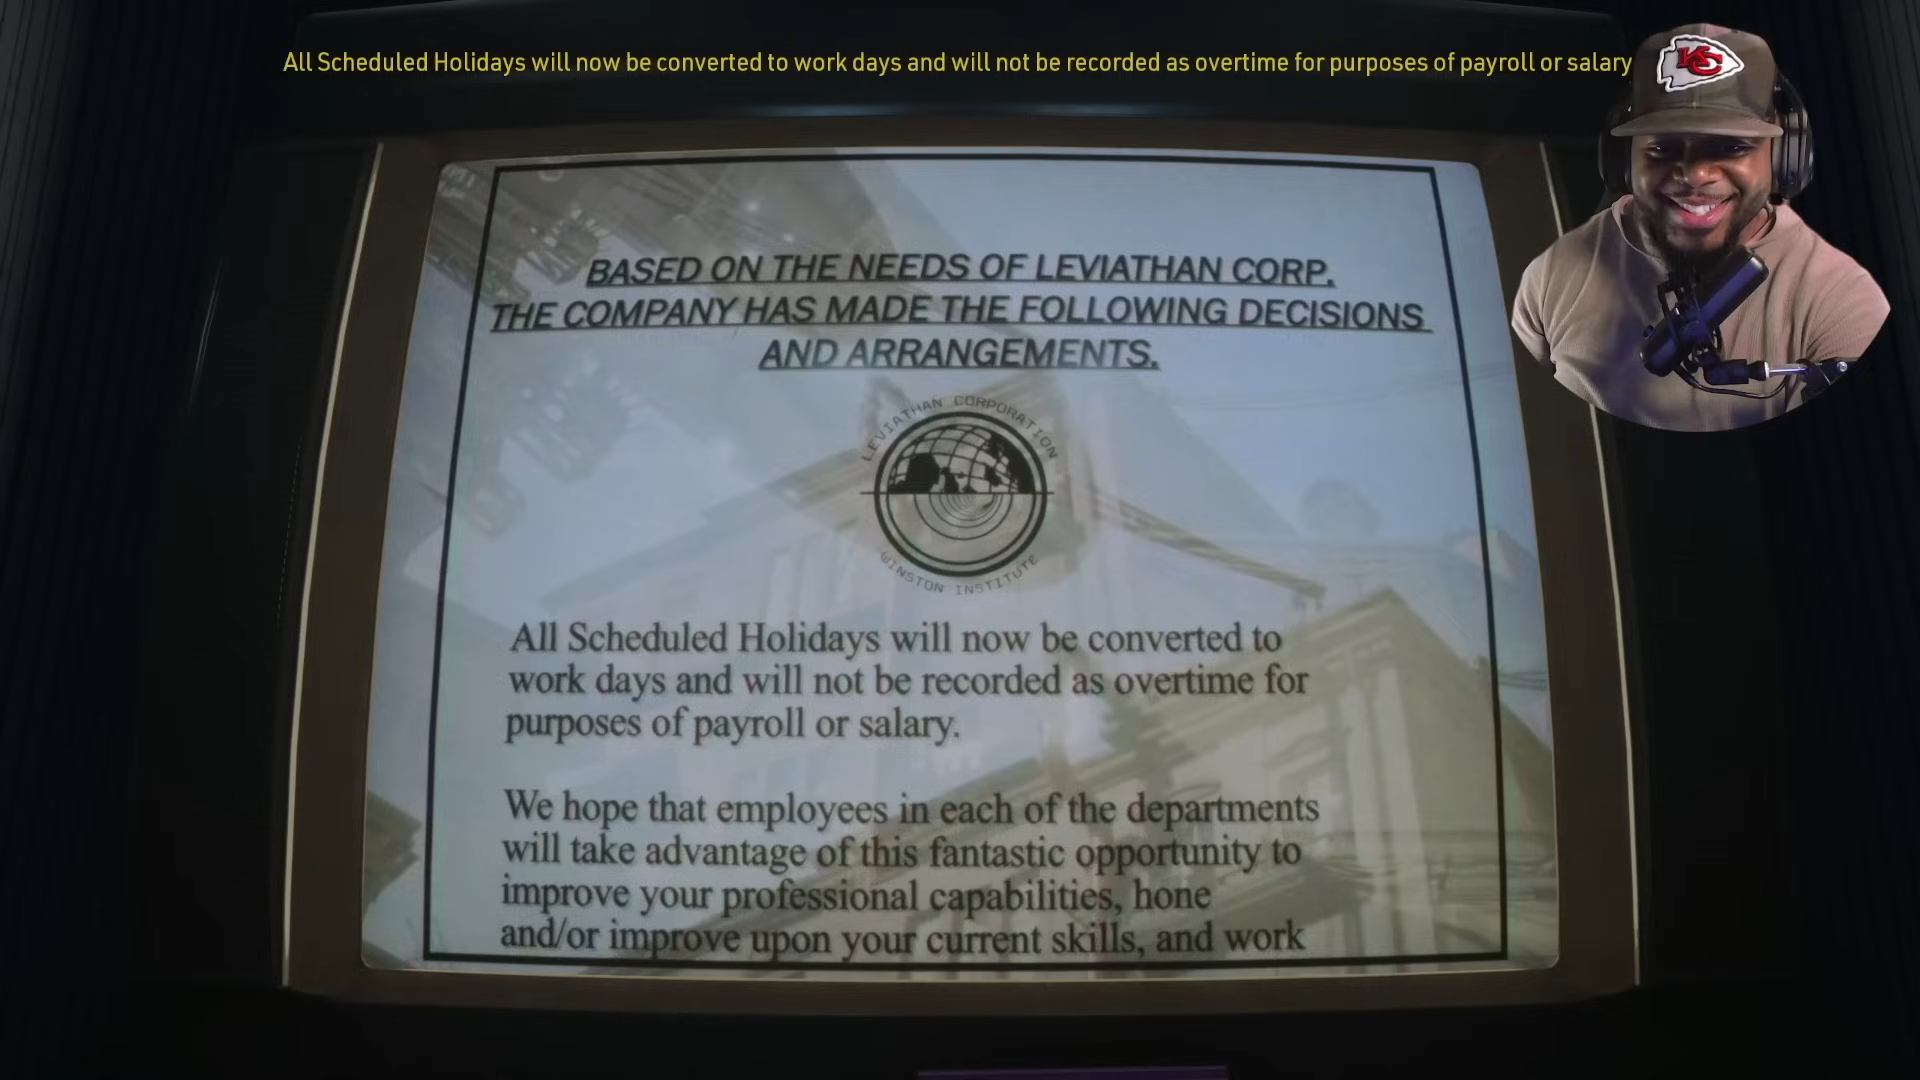 All Scheduled Holidays will now be converted to work days and will not be recorded as overtime for purposes of payroll or salary
KC
BASED ON THE NEEDS OF LEVIATHAN CORP.
THE COMPANY HAS MADE THE FOLLOWING DECISIONS
AND ARRANGEMENTS.
LEVIATHAN CORPORATION
WINSTON INSTITUTE
All Scheduled Holidays will now be converted to
work days and will not be recorded as overtime for
purposes of payroll or salary.
We hope that employees in each of the departments
will take advantage of this fantastic opportunity to
improve your professional capabilities, hone
and/or improve upon your current skills, and work